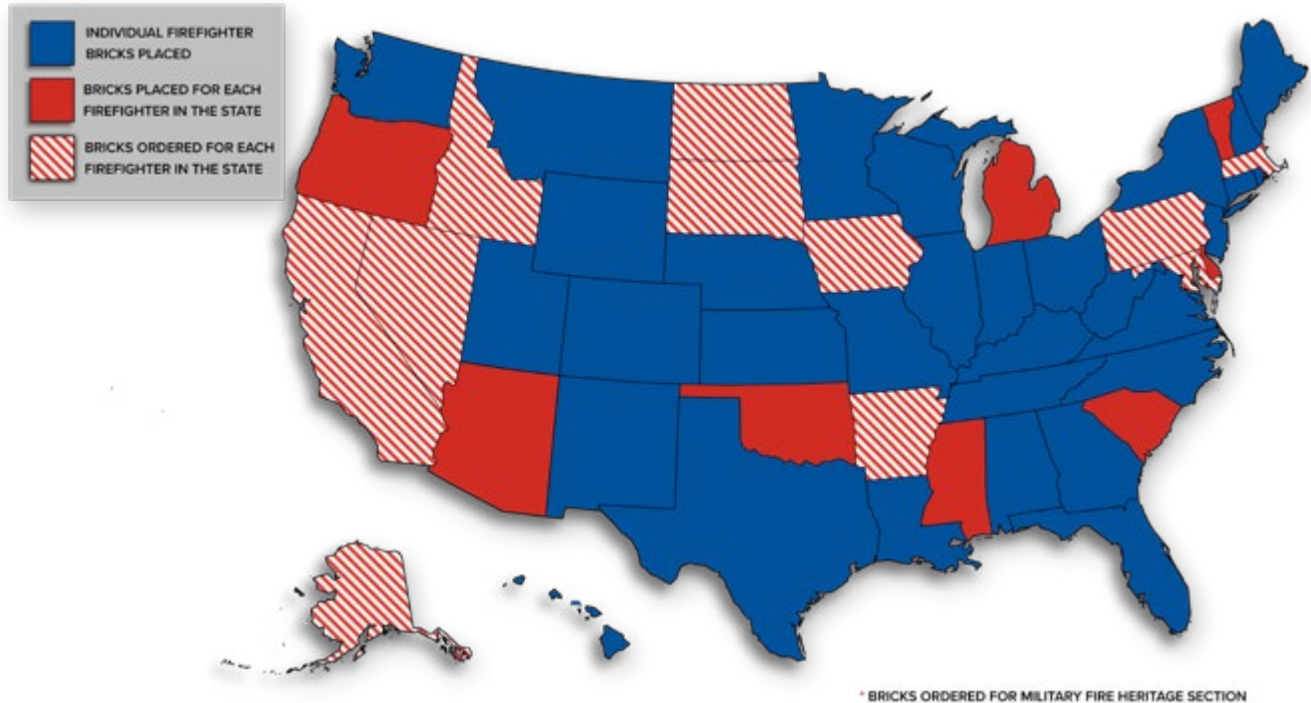 INDIVIDUAL FIREFIGHTER
BRICKS PLACED
BRICKS PLACED FOR EACH
FIREFIGHTER IN THE STATE
BRICKS ORDERED FOR EACH
FIREFIGHTER IN THE STATE
* BRICKS ORDERED FOR MILITARY FIRE HERITAGE SECTION